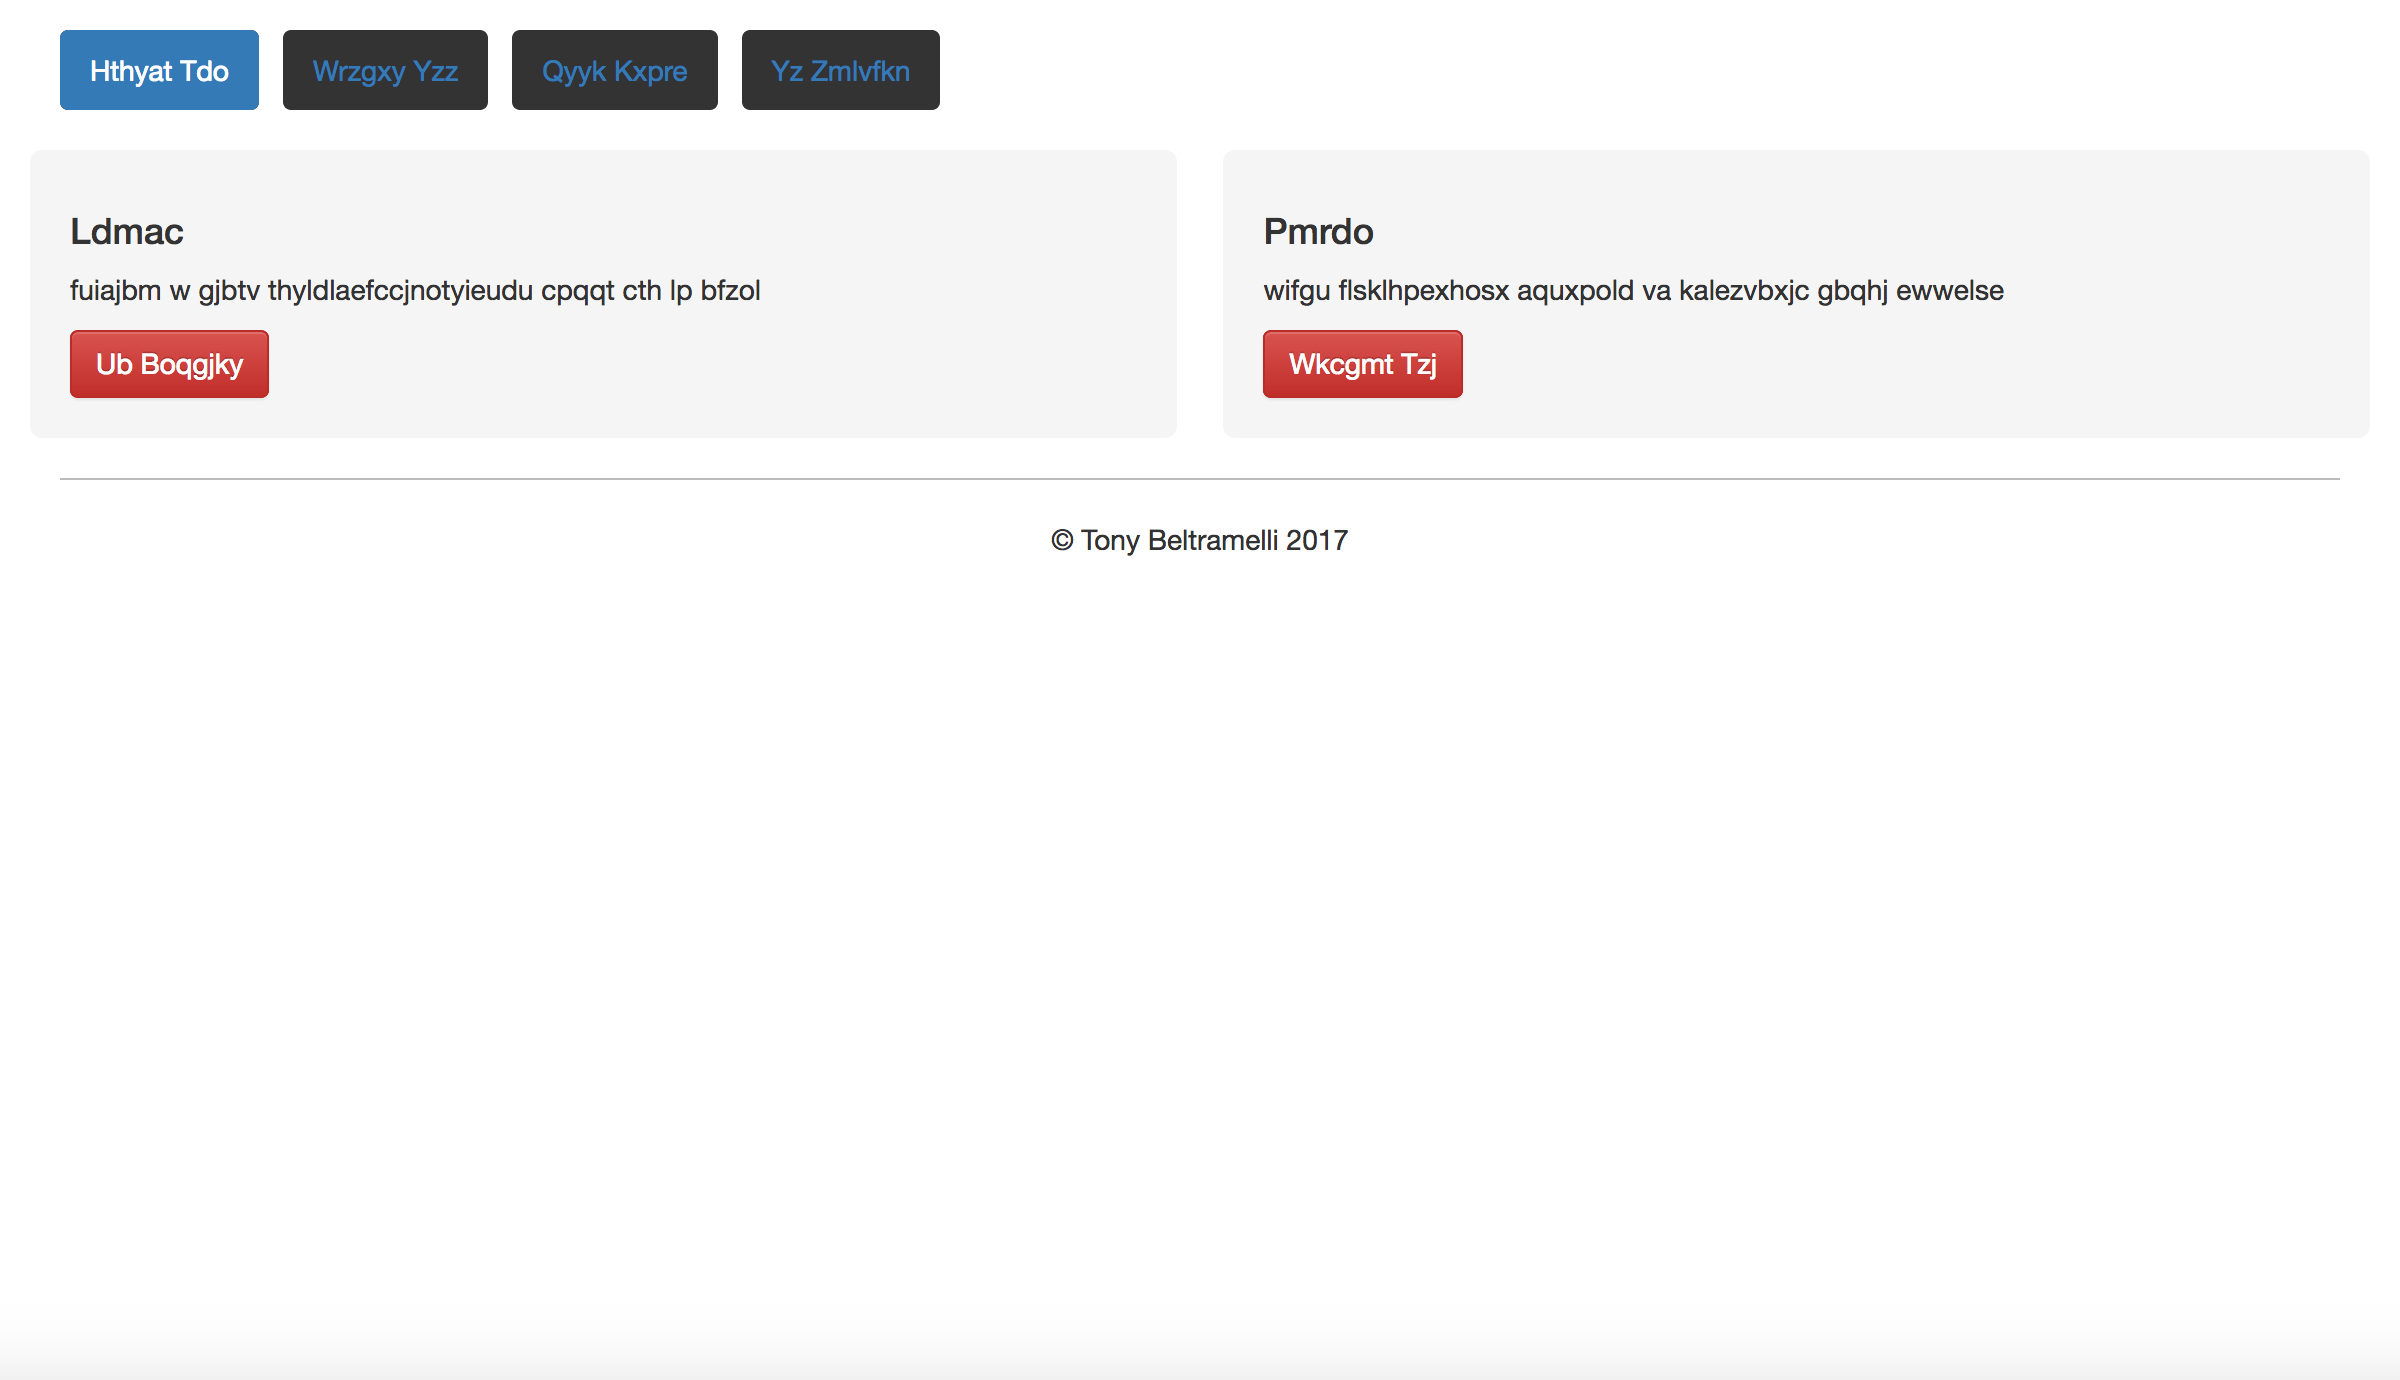 Hthyat Tdo Wrzgxy Yzz Qyyk Kxpre Yz Zmlvfkn
Ldmac
fuiajbm w gjbtv thyldlaefccjnotyieudu cpqqt cth lp bfzol
Ub Boqgjky
Pmrdo
wifgu flsklhpexhosx aquxpold va kalezvbxjc gbqhj ewwelse
Wkcgmt Tzj
© Tony Beltramelli 2017